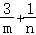 3/m + 1/n